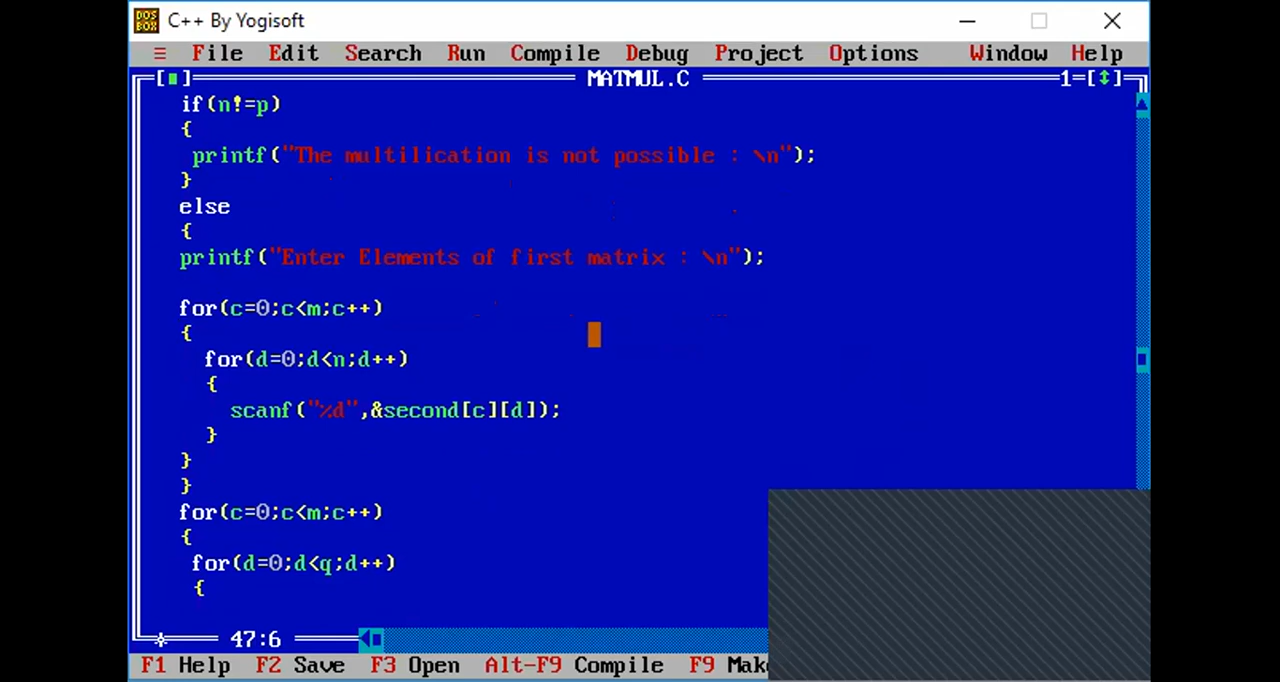 C++ By Yogisoft
≡ File Edit Search Run Compile Debug Project Options Window Help
[■] MATMUL.C 1=[↕]
if(n!=p)
{
printf("The multilication is not possible : \n");
}
else
{
printf("Enter Elements of first matrix : \n");
for(c=0;c<m;c++)
{
for(d=0;d<n;d++)
{
scanf("%d",&second[c][d]);
}
}
}
for(c=0;c<m;c++)
{
for(d=0;d<q;d++)
{
47:6
F1 Help F2 Save F3 Open Alt-F9 Compile F9 Make